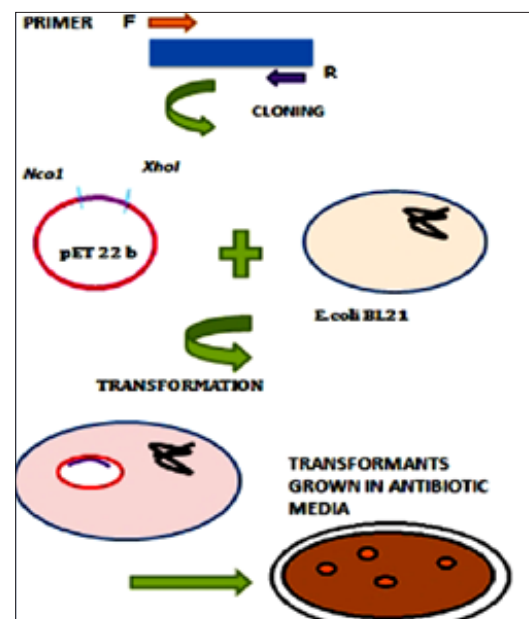 PRIMER F
R
CLONING
Nco1 XhoI
pET 22 b
E.coli BL21
TRANSFORMATION
TRANSFORMANTS
GROWN IN ANTIBIOTIC
MEDIA